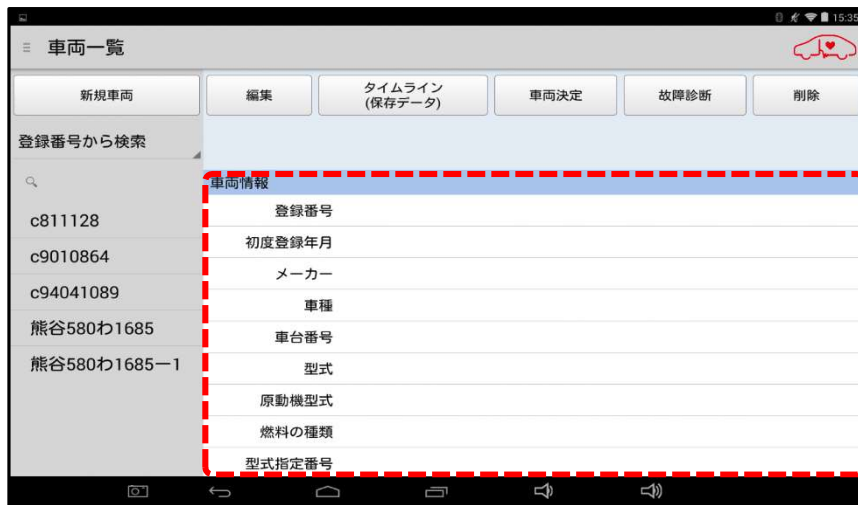 15:35
車両一覧
新規車両
編集
タイムライン
(保存データ)
車両決定
故障診断
削除
登録番号から検索
車両情報
c811128
c9010864
c94041089
熊谷580わ1685
熊谷580わ1685ー1
登録番号
初度登録年月
メーカー
車種
車台番号
型式
原動機型式
燃料の種類
型式指定番号